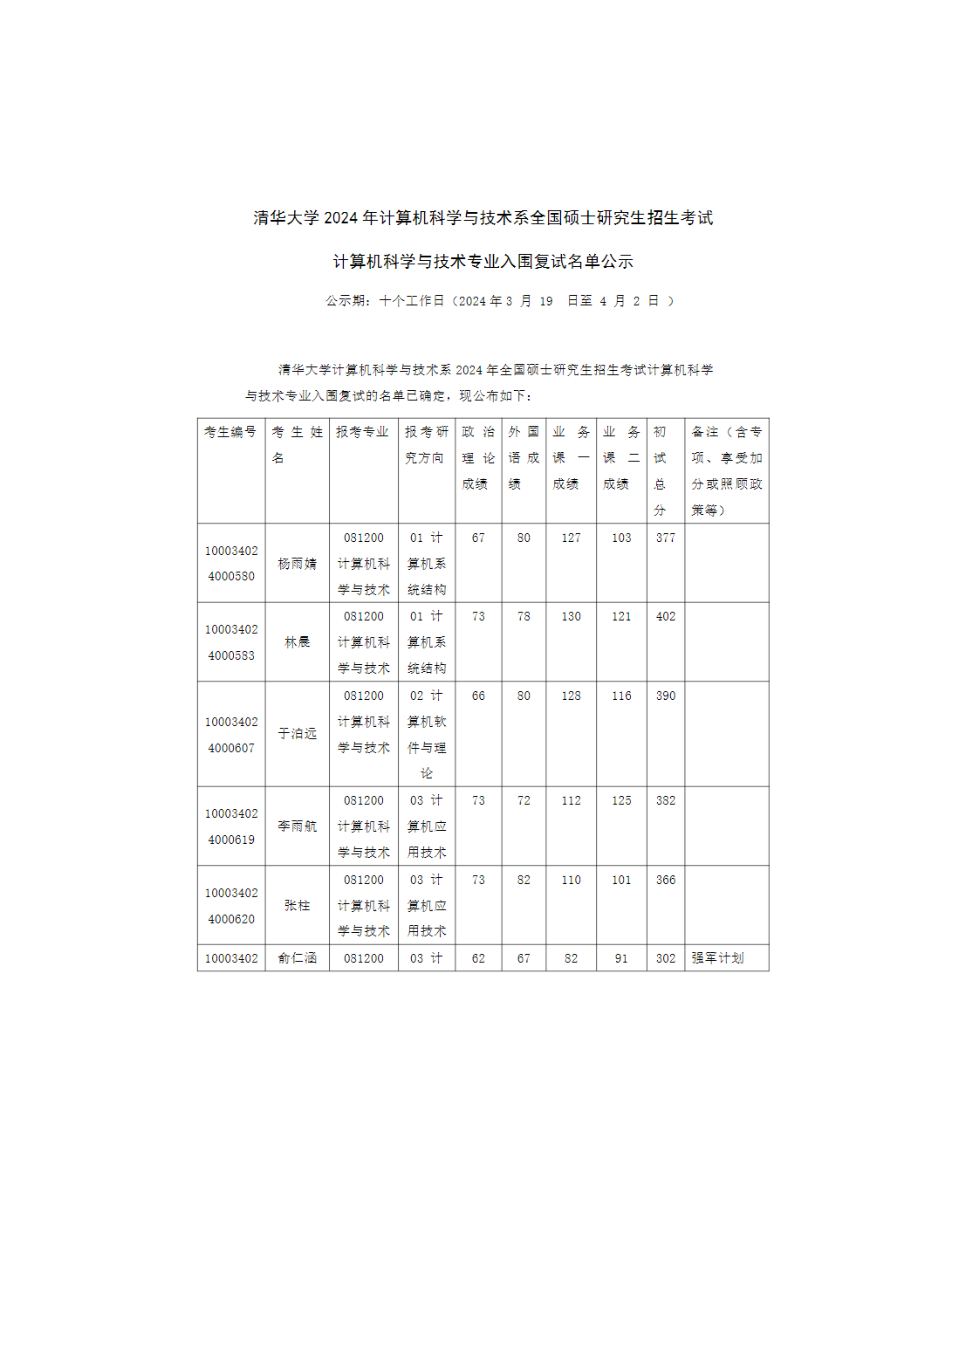 清华大学 2024 年计算机科学与技术系全国硕士研究生招生考试
计算机科学与技术专业入围复试名单公示
公示期：十个工作日（2024 年 3 月 19 日至 4 月 2 日 ）
清华大学计算机科学与技术系 2024 年全国硕士研究生招生考试计算机科学
与技术专业入围复试的名单已确定，现公布如下：
考生编号 考生姓名 报考专业 报考研究方向 政治理论成绩 外国语成绩 业务课一成绩 业务课二成绩 初试总分 备注（含专项、享受加分或照顾政策等）
100034024000580 杨雨婧 081200 计算机科学与技术 01 计算机系统结构 67 80 127 103 377
100034024000583 林晨 081200 计算机科学与技术 01 计算机系统结构 73 78 130 121 402
100034024000607 于泊远 081200 计算机科学与技术 02 计算机软件与理论 66 80 128 116 390
100034024000619 李雨航 081200 计算机科学与技术 03 计算机应用技术 73 72 112 125 382
100034024000620 张柱 081200 计算机科学与技术 03 计算机应用技术 73 82 110 101 366
10003402 俞仁涵 081200 03 计 62 67 82 91 302 强军计划